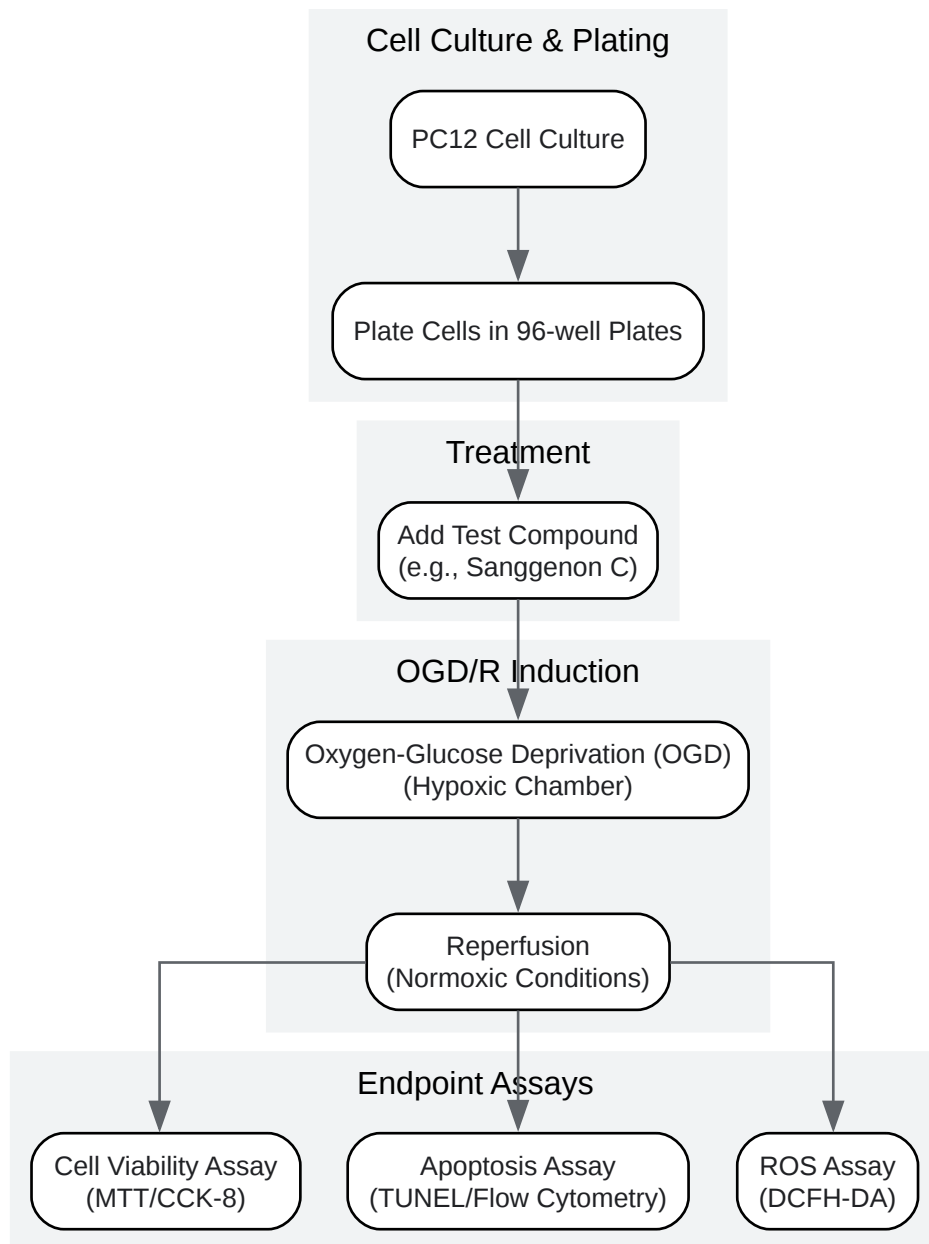 Cell Culture & Plating
PC12 Cell Culture
Plate Cells in 96-well Plates
Treatment
Add Test Compound
(e.g., Sanggenon C)
OGD/R Induction
Oxygen-Glucose Deprivation (OGD)
(Hypoxic Chamber)
Reperfusion
(Normoxic Conditions)
Endpoint Assays
Cell Viability Assay
(MTT/CCK-8)
Apoptosis Assay
(TUNEL/Flow Cytometry)
ROS Assay
(DCFH-DA)